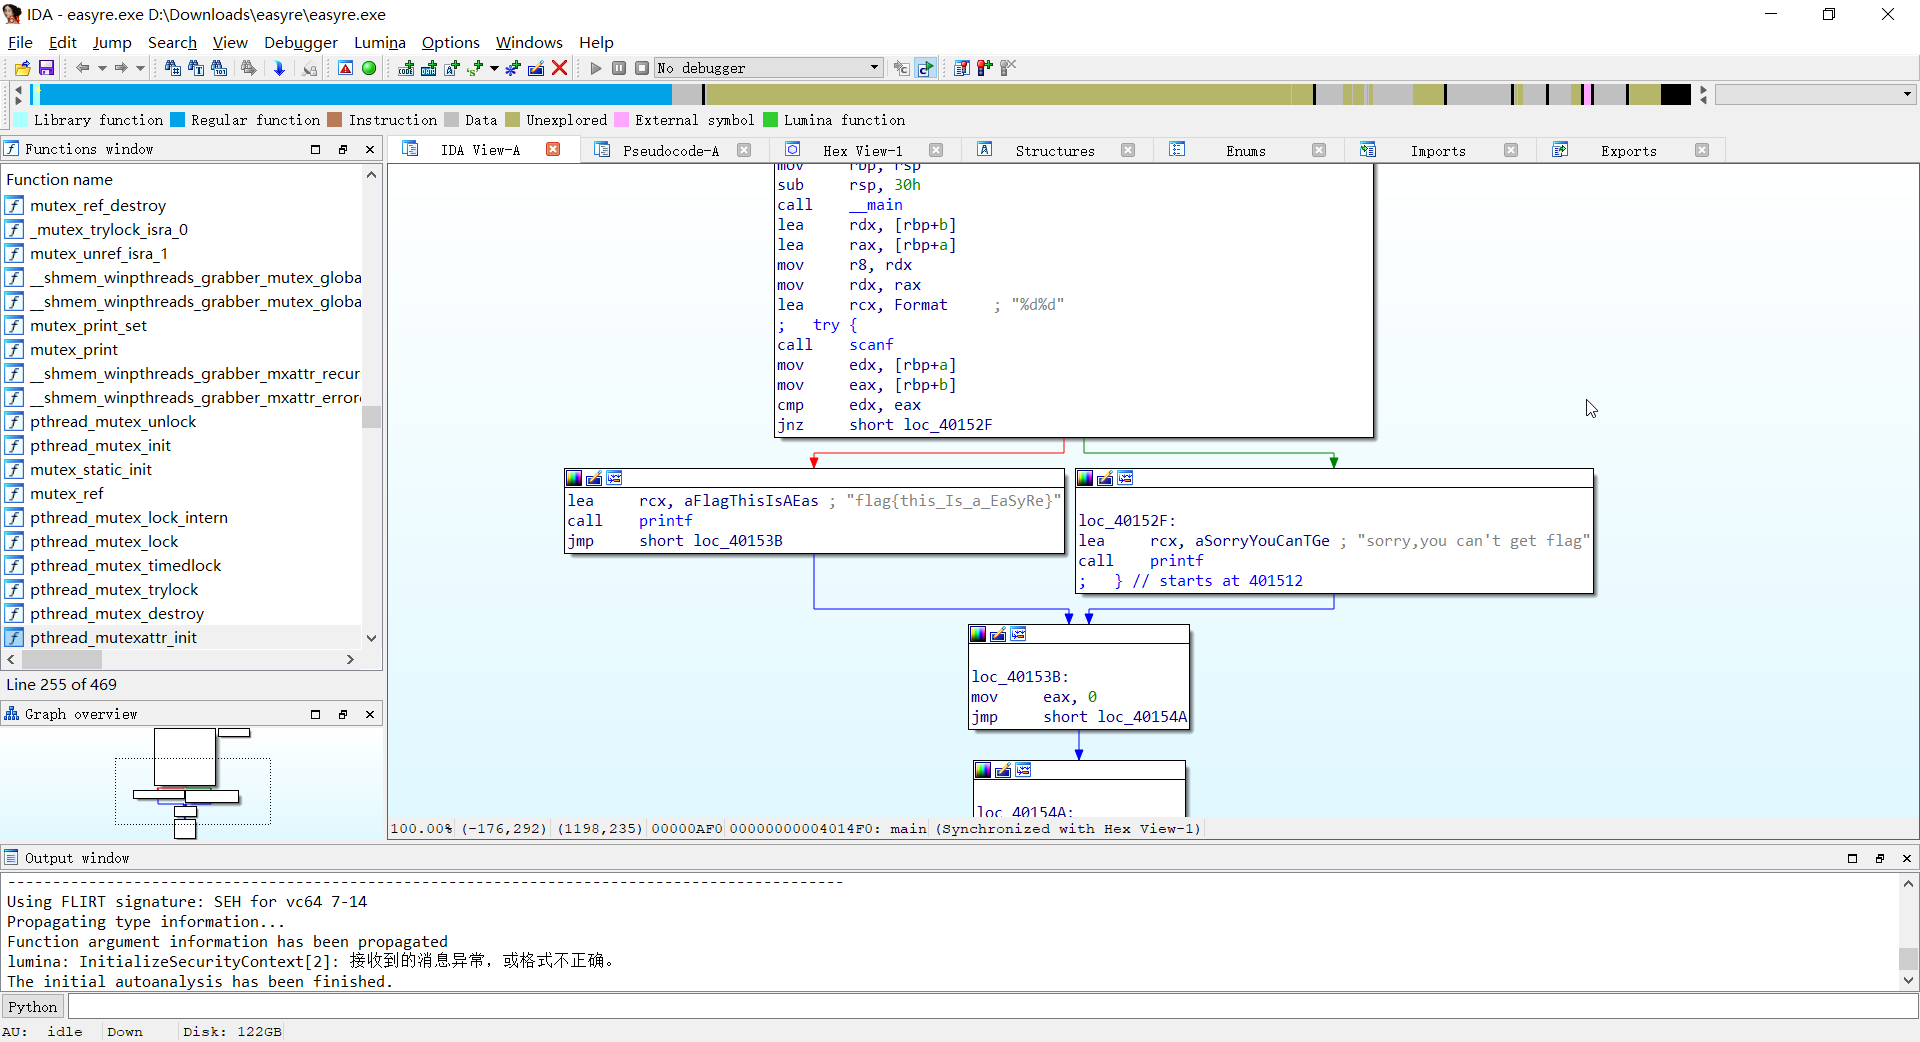 IDA - easyre.exe D:\Downloads\easyre\easyre.exe
File Edit Jump Search View Debugger Lumina Options Windows Help
No debugger
Library function Regular function Instruction Data Unexplored External symbol Lumina function
Functions window
IDA View-A Pseudocode-A Hex View-1 Structures Enums Imports Exports
Function name
mutex_ref_destroy
_mutex_trylock_isra_0
mutex_unref_isra_1
__shmem_winpthreads_grabber_mutex_globa
__shmem_winpthreads_grabber_mutex_globa
mutex_print_set
mutex_print
__shmem_winpthreads_grabber_mxattr_recur
__shmem_winpthreads_grabber_mxattr_errorc
pthread_mutex_unlock
pthread_mutex_init
mutex_static_init
mutex_ref
pthread_mutex_lock_intern
pthread_mutex_lock
pthread_mutex_timedlock
pthread_mutex_trylock
pthread_mutex_destroy
pthread_mutexattr_init
Line 255 of 469
Graph overview
mov rbp, rsp
sub rsp, 30h
call __main
lea rdx, [rbp+b]
lea rax, [rbp+a]
mov r8, rdx
mov rdx, rax
lea rcx, Format ; "%d%d"
; try {
call scanf
mov edx, [rbp+a]
mov eax, [rbp+b]
cmp edx, eax
jnz short loc_40152F
lea rcx, aFlagThisIsAEas ; "flag{this_Is_a_EaSyRe}"
call printf
jmp short loc_40153B
loc_40152F:
lea rcx, aSorryYouCanTGe ; "sorry,you can't get flag"
call printf
; } // starts at 401512
loc_40153B:
mov eax, 0
jmp short loc_40154A
loc_40154A:
100.00% (-176,292) (1198,235) 00000AF0 00000000004014F0: main (Synchronized with Hex View-1)
Output window
---------------------------------------------------------------------------------------------
Using FLIRT signature: SEH for vc64 7-14
Propagating type information...
Function argument information has been propagated
lumina: InitializeSecurityContext[2]: 接收到的消息异常，或格式不正确。
The initial autoanalysis has been finished.
Python
AU: idle Down Disk: 122GB